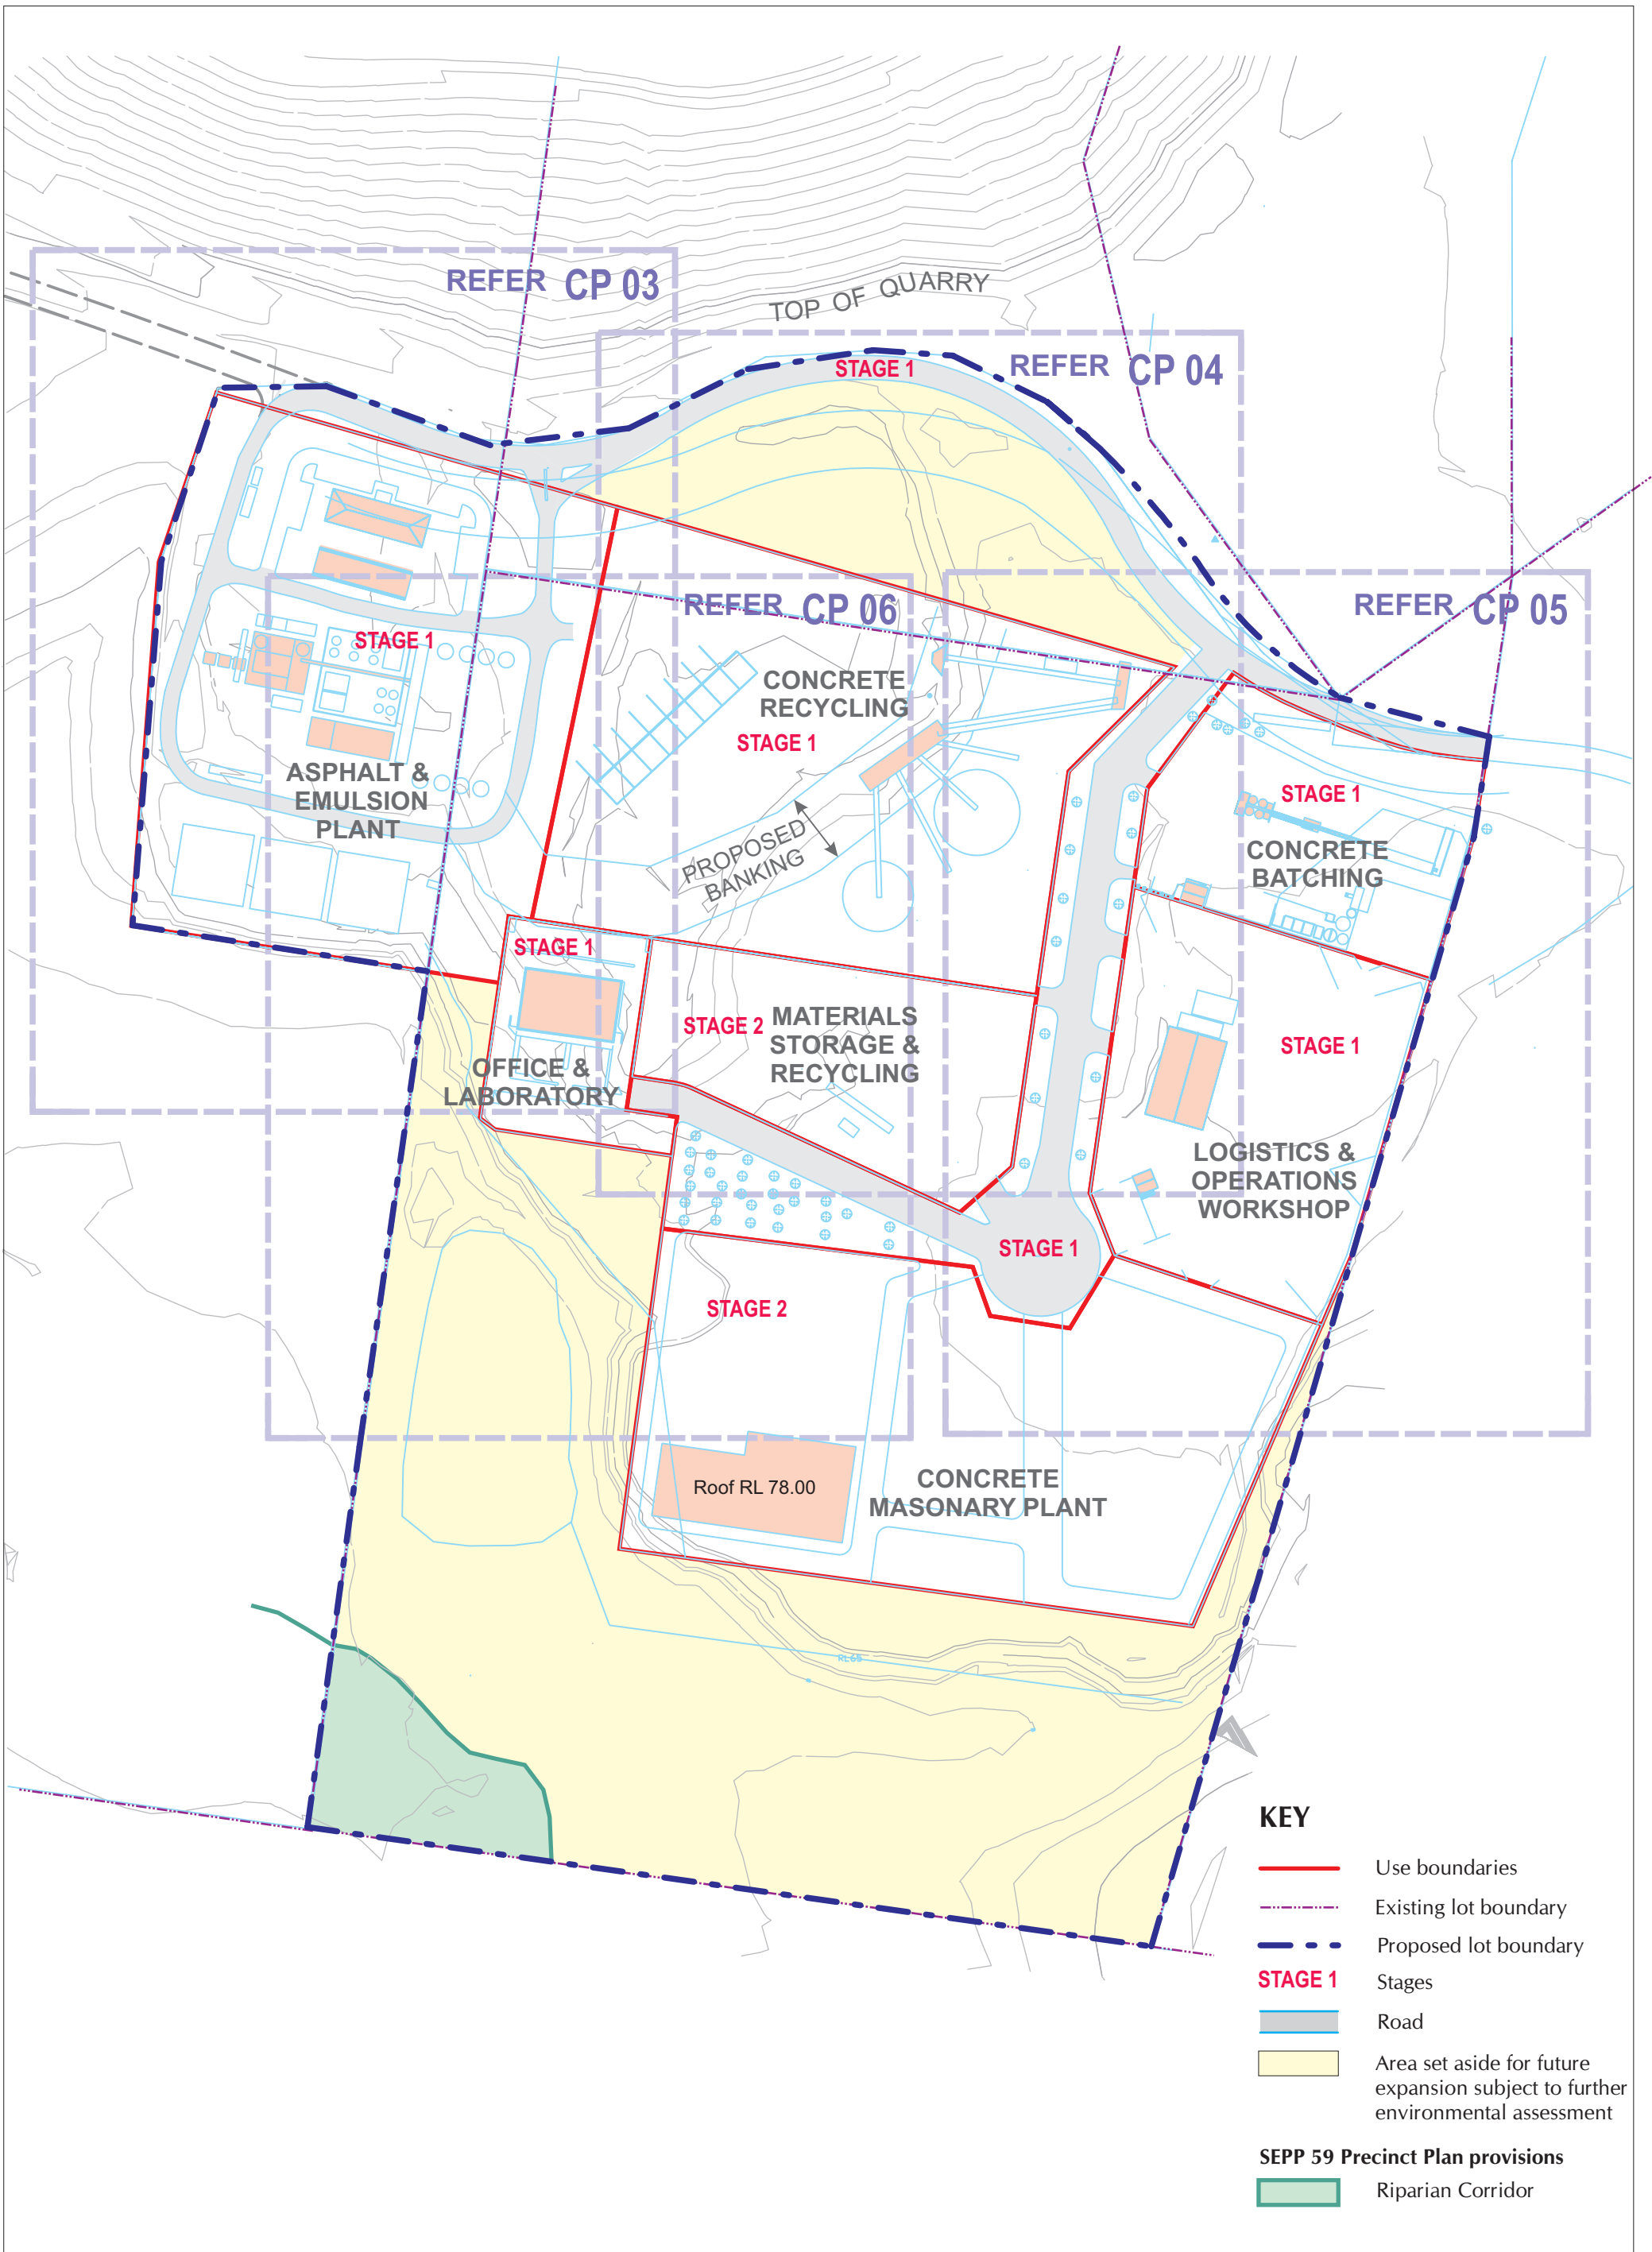 REFER CP 03
TOP OF QUARRY
STAGE 1
REFER CP 04
REFER CP 06
REFER CP 05
STAGE 1
CONCRETE
RECYCLING
STAGE 1
ASPHALT &
EMULSION
PLANT
STAGE 1
CONCRETE
BATCHING
PROPOSED
BANKING
STAGE 1
STAGE 2
MATERIALS
STORAGE &
RECYCLING
STAGE 1
OFFICE &
LABORATORY
LOGISTICS &
OPERATIONS
WORKSHOP
STAGE 1
STAGE 2
Roof RL 78.00
CONCRETE
MASONARY PLANT
RL65
KEY
Use boundaries
Existing lot boundary
Proposed lot boundary
STAGE 1 Stages
Road
Area set aside for future
expansion subject to further
environmental assessment
SEPP 59 Precinct Plan provisions
Riparian Corridor